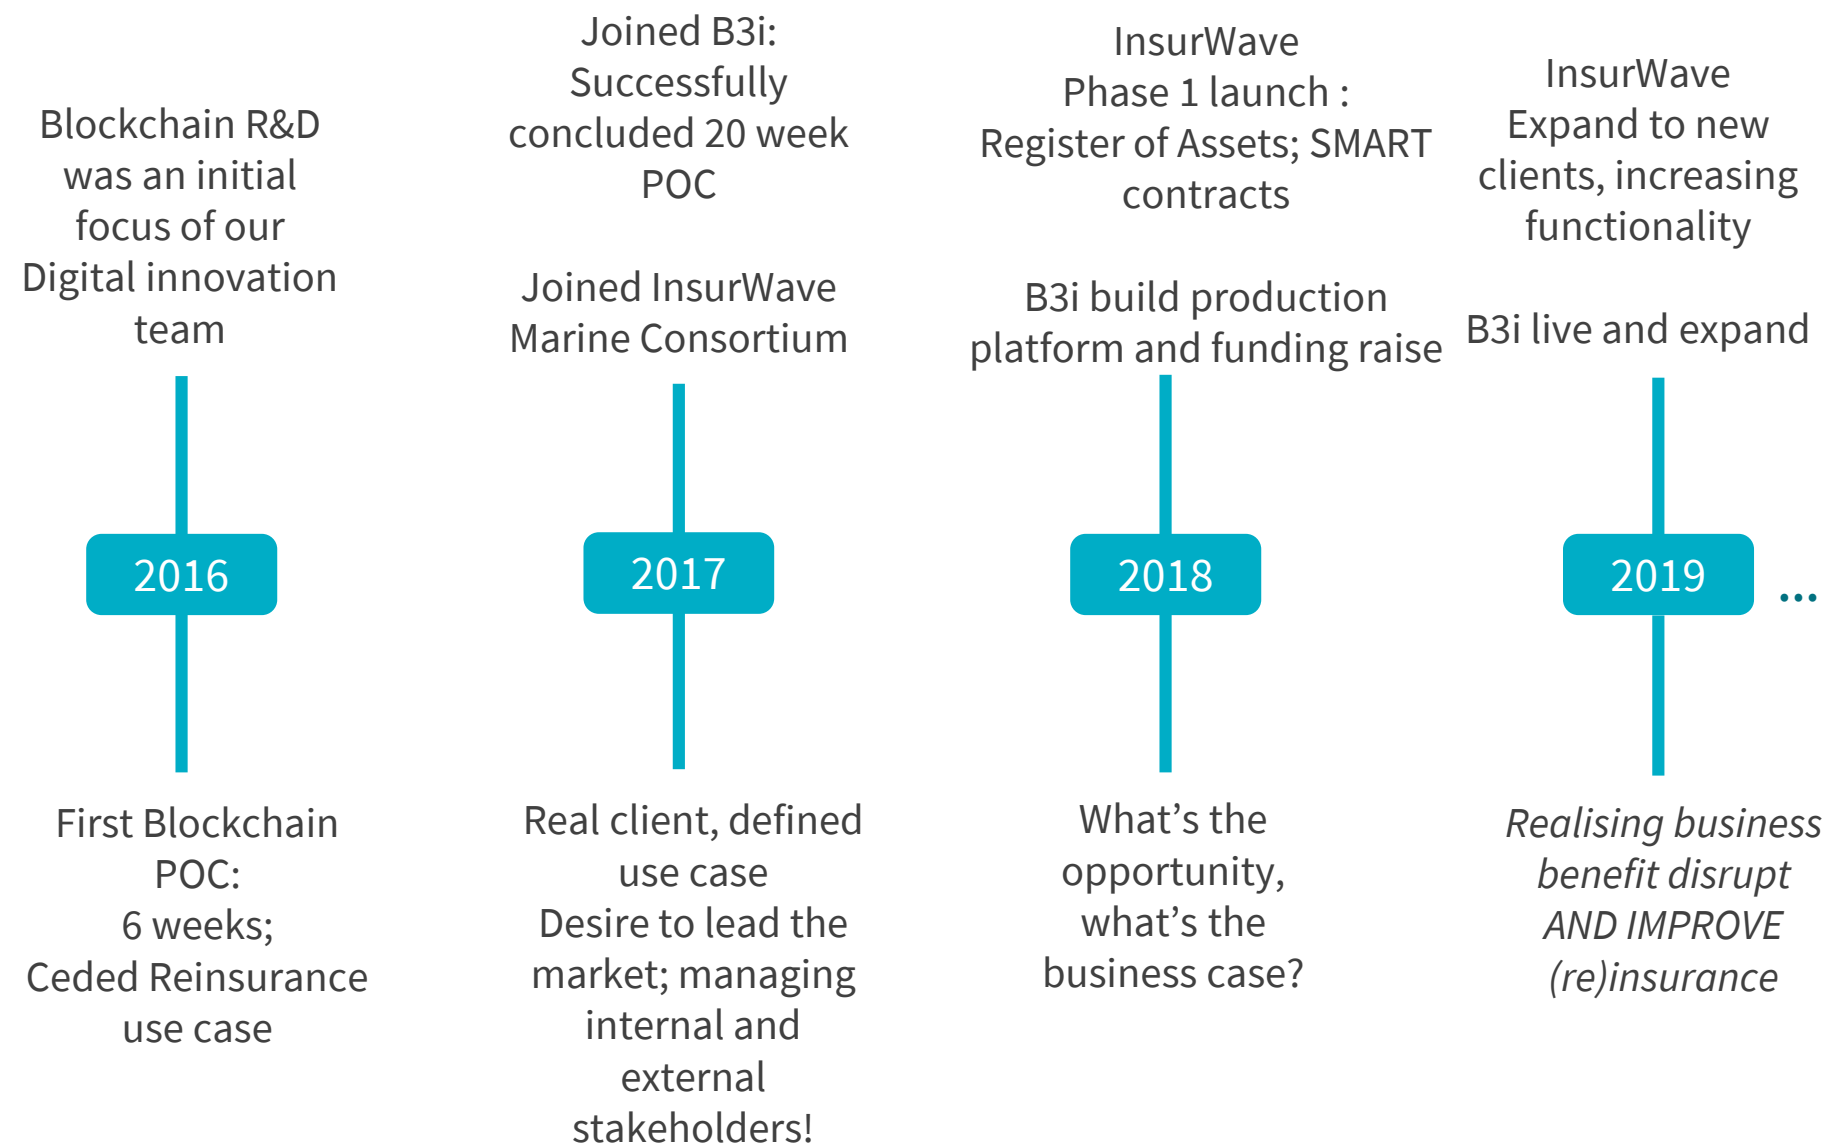 Blockchain R&D
was an initial
focus of our
Digital innovation
team
2016
First Blockchain
POC:
6 weeks;
Ceded Reinsurance
use case
Joined B3i:
Successfully
concluded 20 week
POC
Joined InsurWave
Marine Consortium
2017
Real client, defined
use case
Desire to lead the
market; managing
internal and
external
stakeholders!
InsurWave
Phase 1 launch :
Register of Assets; SMART
contracts
B3i build production
platform and funding raise
2018
What’s the
opportunity,
what’s the
business case?
InsurWave
Expand to new
clients, increasing
functionality
B3i live and expand
2019 ...
Realising business
benefit disrupt
AND IMPROVE
(re)insurance